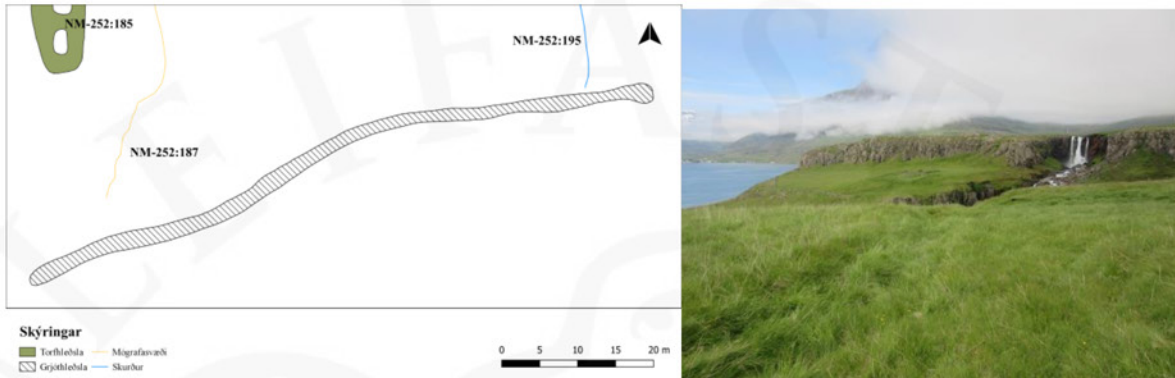 NM-252:185
NM-252:195
NM-252:187
Skýringar
Torfhleðsla Mógrafasvæði
Grjóthleðsla Skurður
0 5 10 15 20 m